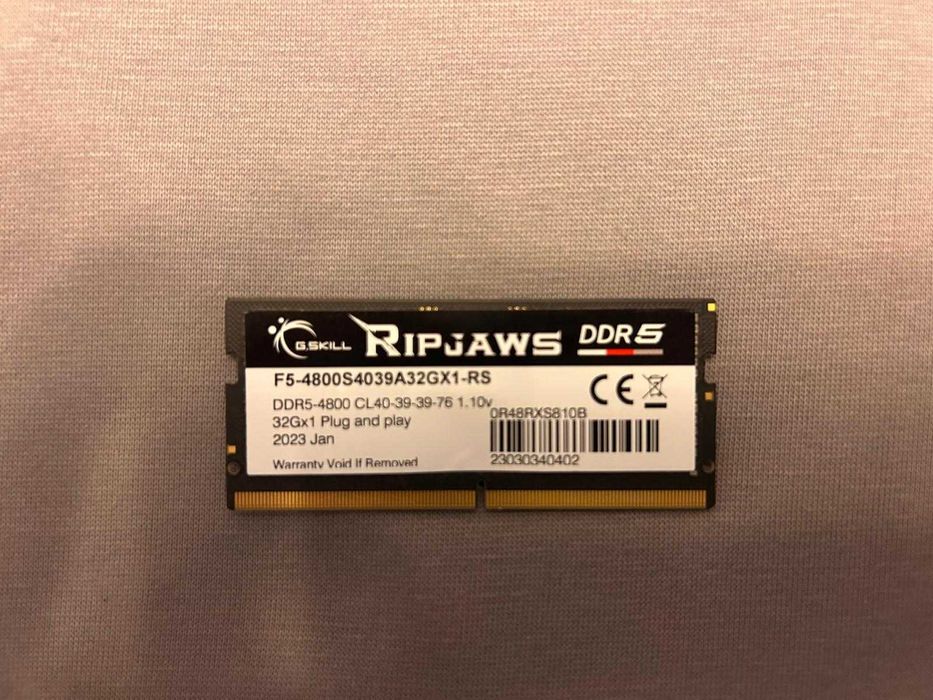 G.SKILL RIPJAWS DDR5
F5-4800S4039A32GX1-RS
DDR5-4800 CL40-39-39-76 1.10v
32Gx1 Plug and play
2023 Jan
Warranty Void If Removed
CE
0R48RXS810B
23030340402